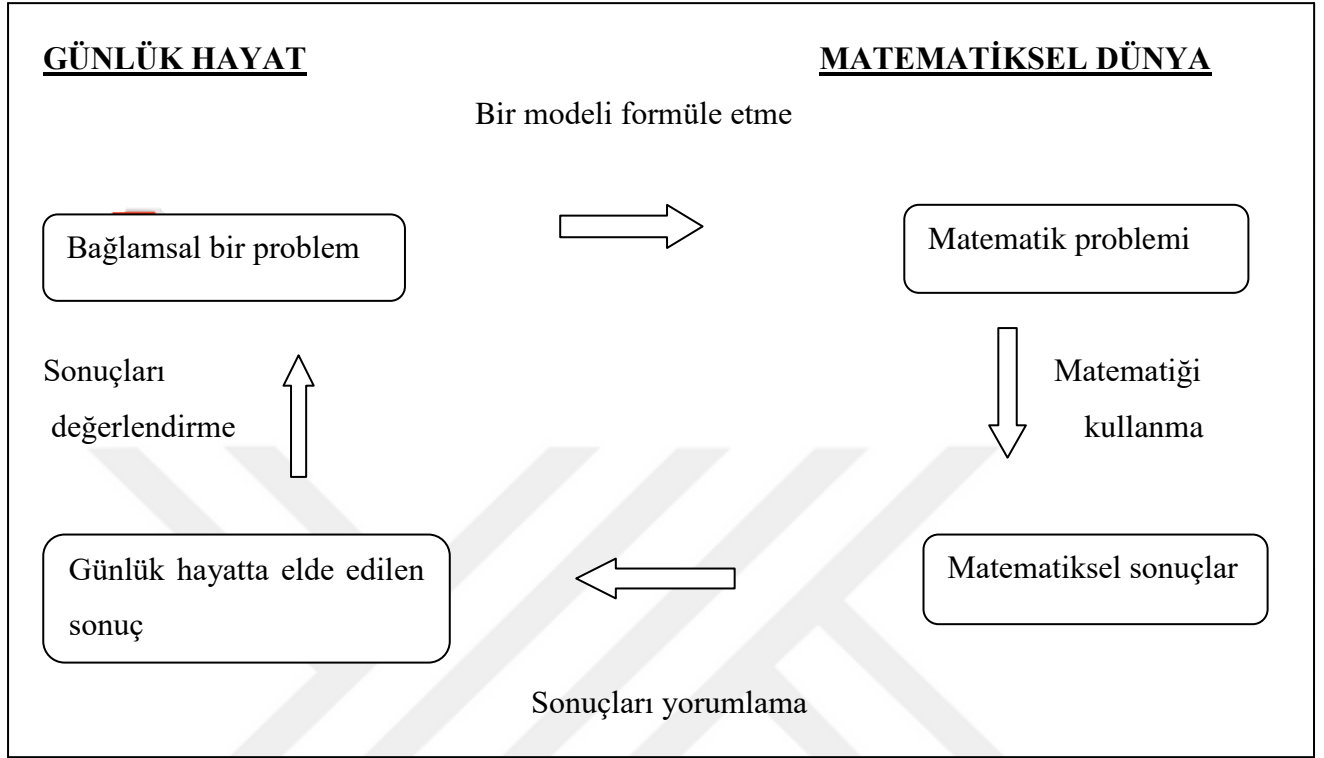 GÜNLÜK HAYAT
MATEMATİKSEL DÜNYA
Bir modeli formüle etme
Bağlamsal bir problem
Matematik problemi
Sonuçları
değerlendirme
Matematiği
kullanma
Günlük hayatta elde edilen
sonuç
Matematiksel sonuçlar
Sonuçları yorumlama